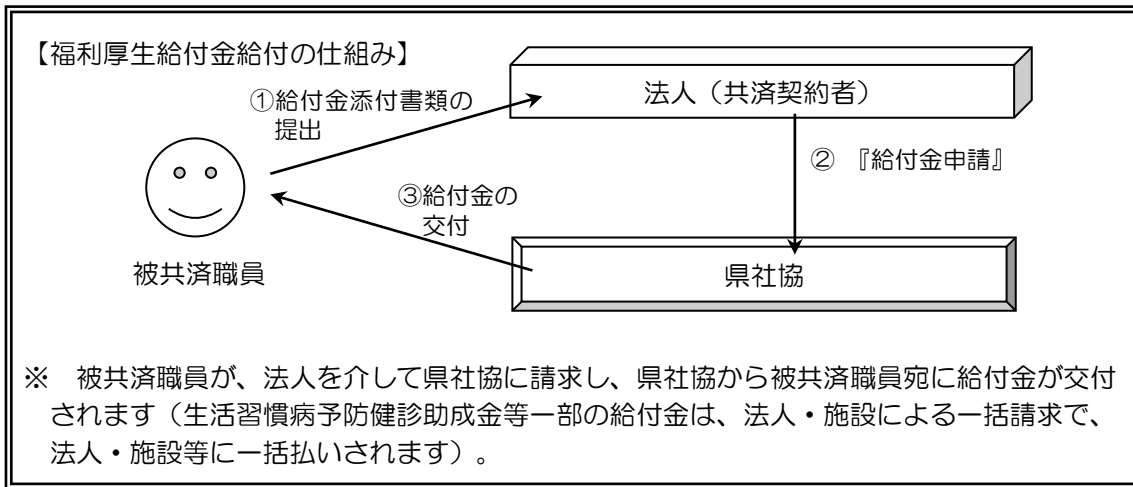 【福利厚生給付金給付の仕組み】
法人（共済契約者）
①給付金添付書類の
提出
② 『給付金申請』
③給付金の
交付
被共済職員
県社協
※ 被共済職員が、法人を介して県社協に請求し、県社協から被共済職員宛に給付金が交付
されます（生活習慣病予防健診助成金等一部の給付金は、法人・施設による一括請求で、
法人・施設等に一括払いされます）。